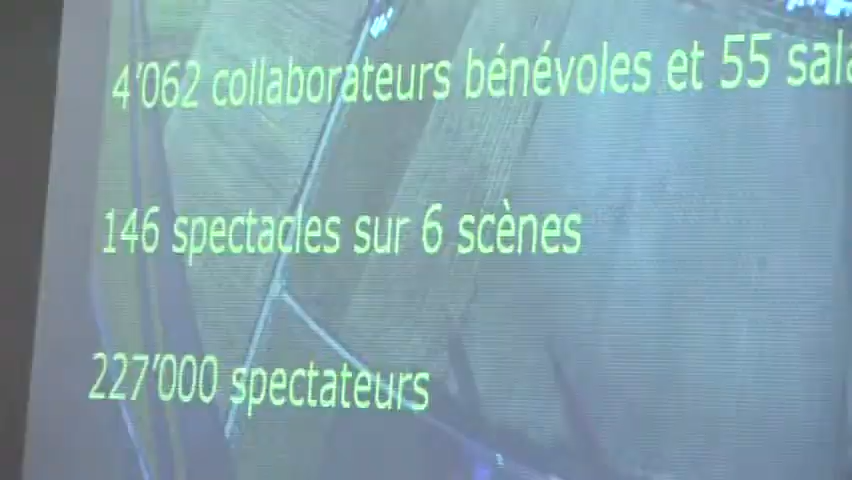 4'062 collaborateurs bénévoles et 55
146 spectacles sur 6 scènes
227'000 spectateurs